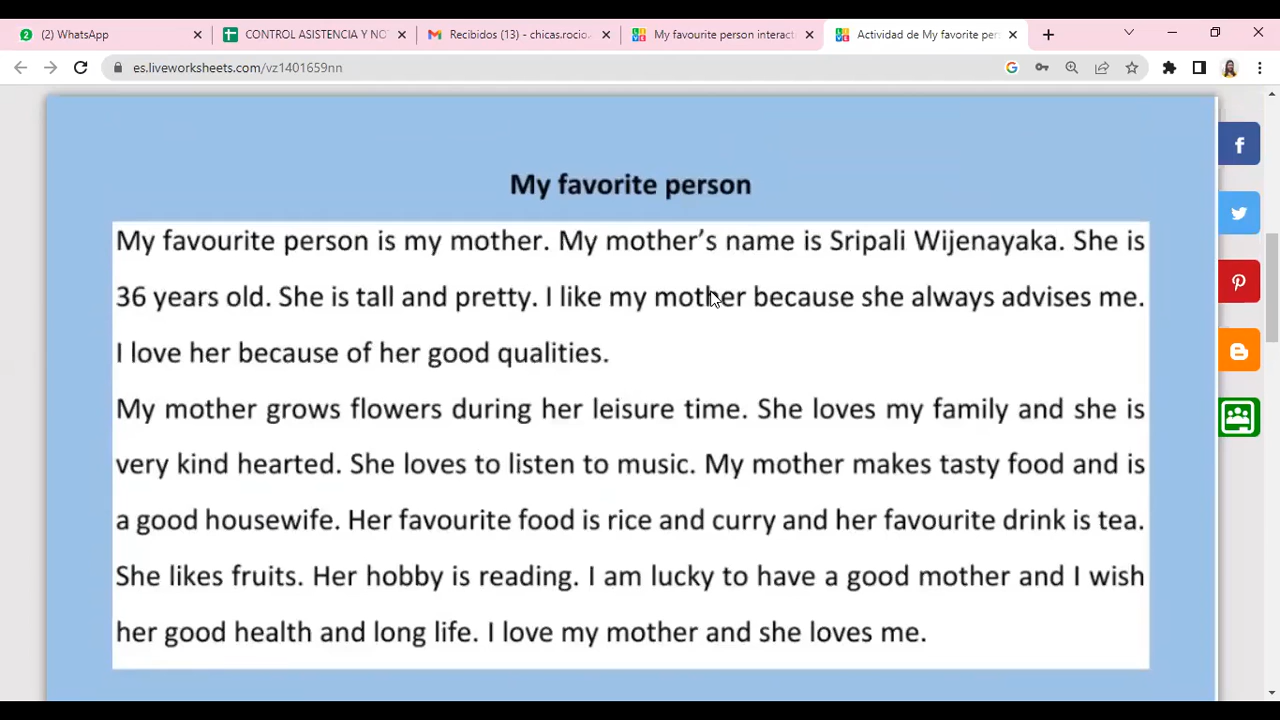 (2) WhatsApp
CONTROL ASISTENCIA Y NO
Recibidos (13) - chicas.rocio.
My favourite person interact
Actividad de My favorite per
es.liveworksheets.com/vz1401659nn
My favorite person
My favourite person is my mother. My mother’s name is Sripali Wijenayaka. She is
36 years old. She is tall and pretty. I like my mother because she always advises me.
I love her because of her good qualities.
My mother grows flowers during her leisure time. She loves my family and she is
very kind hearted. She loves to listen to music. My mother makes tasty food and is
a good housewife. Her favourite food is rice and curry and her favourite drink is tea.
She likes fruits. Her hobby is reading. I am lucky to have a good mother and I wish
her good health and long life. I love my mother and she loves me.